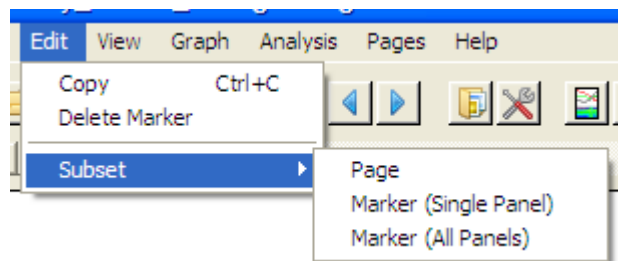 Edit View Graph Analysis Pages Help
Copy Ctrl+C
Delete Marker
Subset
Page
Marker (Single Panel)
Marker (All Panels)